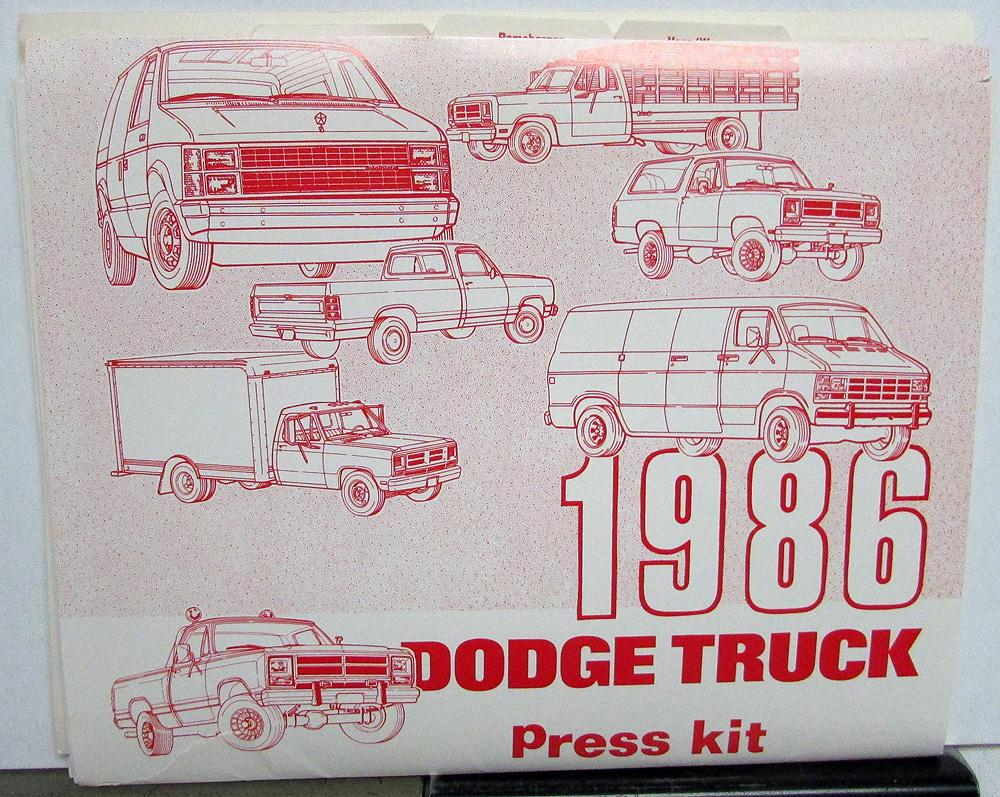 1986
DODGE TRUCK
Press kit